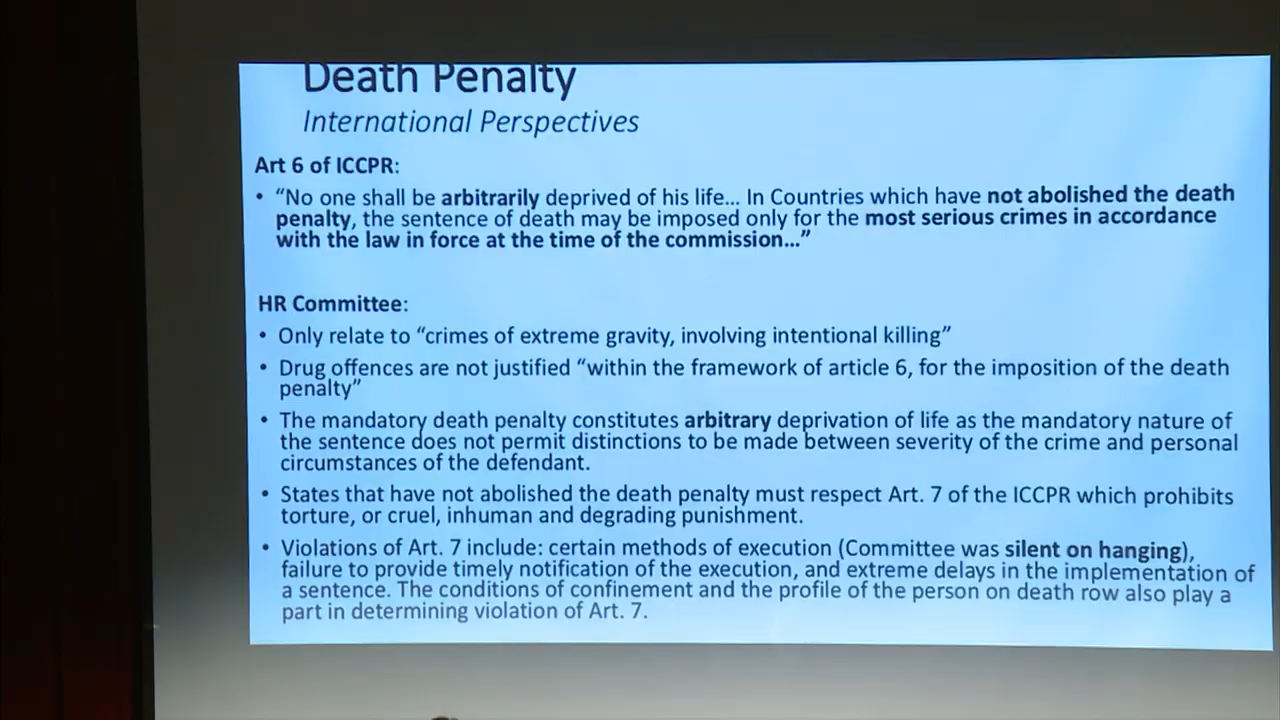 Death Penalty
International Perspectives
Art 6 of ICCPR:
• “No one shall be arbitrarily deprived of his life... In Countries which have not abolished the death
penalty, the sentence of death may be imposed only for the most serious crimes in accordance
with the law in force at the time of the commission...”
HR Committee:
• Only relate to “crimes of extreme gravity, involving intentional killing”
• Drug offences are not justified “within the framework of article 6, for the imposition of the death
penalty”
• The mandatory death penalty constitutes arbitrary deprivation of life as the mandatory nature of
the sentence does not permit distinctions to be made between severity of the crime and personal
circumstances of the defendant.
• States that have not abolished the death penalty must respect Art. 7 of the ICCPR which prohibits
torture, or cruel, inhuman and degrading punishment.
• Violations of Art. 7 include: certain methods of execution (Committee was silent on hanging),
failure to provide timely notification of the execution, and extreme delays in the implementation of
a sentence. The conditions of confinement and the profile of the person on death row also play a
part in determining violation of Art. 7.